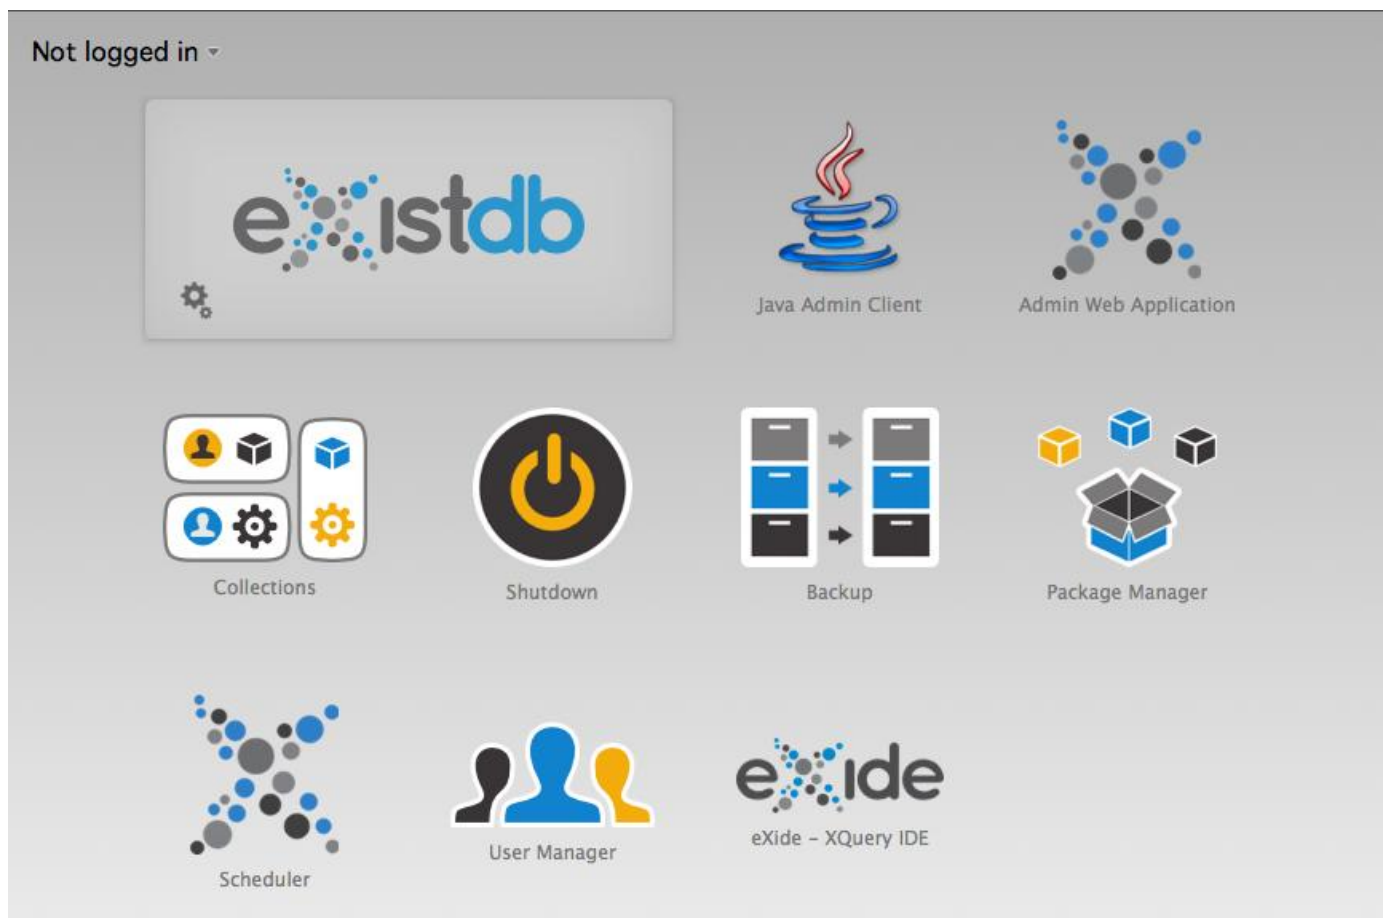 Not logged in
eXistdb
Java Admin Client
Admin Web Application
Collections
Shutdown
Backup
Package Manager
Scheduler
User Manager
eXide
eXide – XQuery IDE